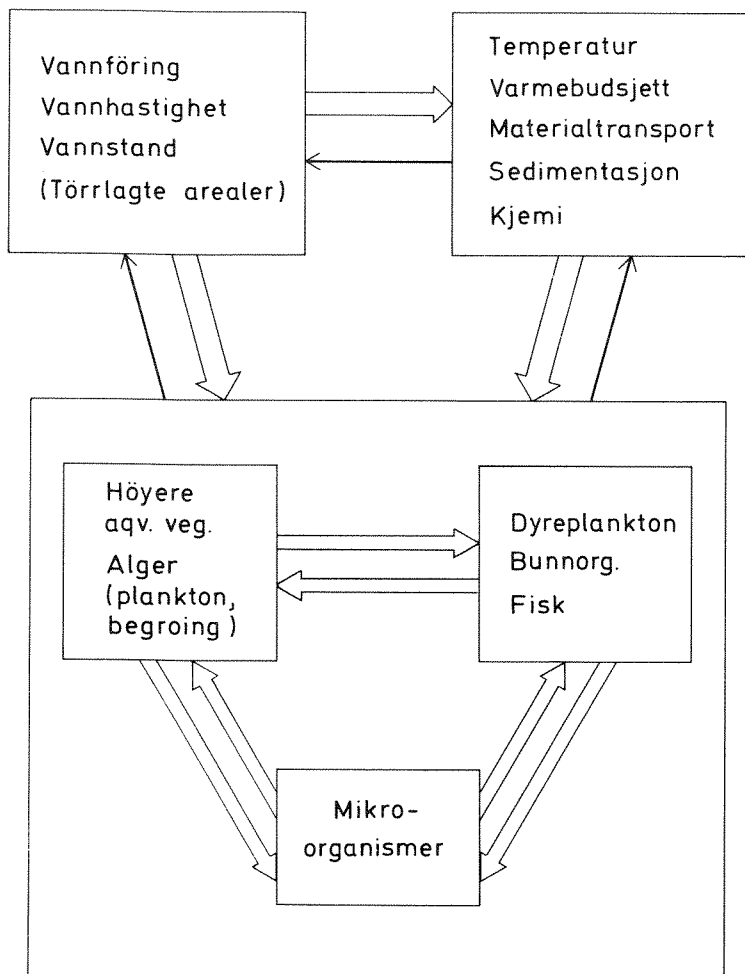 Vannföring
Vannhastighet
Vannstand
(Törrlagte arealer)
Temperatur
Varmebudsjett
Materialtransport
Sedimentasjon
Kjemi
Höyere
aqv. veg.
Alger
(plankton,
begroing)
Dyreplankton
Bunnorg.
Fisk
Mikro-
organismer